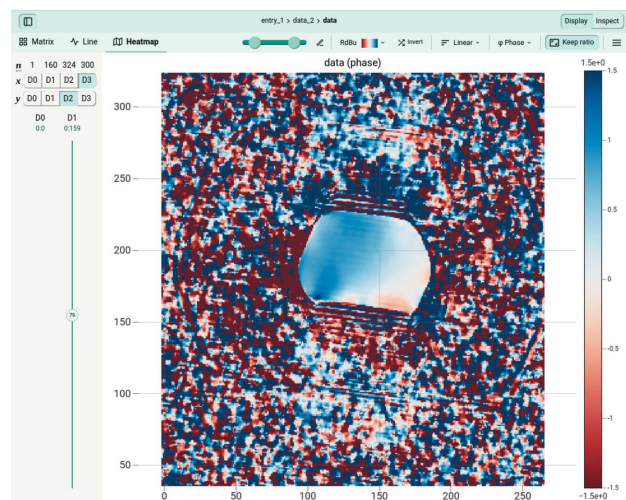 entry_1 > data_2 > data
Display Inspect
Matrix Line Heatmap RdBu Invert Linear φ Phase Keep ratio
n 1 160 324 300
x D0 D1 D2 D3
y D0 D1 D2 D3
D0 D1
0:0 0:159
79
data (phase)
1.5e+0
300
250
200
150
100
50
0 50 100 150 200 250
1.5
1
0.5
0
-0.5
-1
-1.5
−1.5e+0